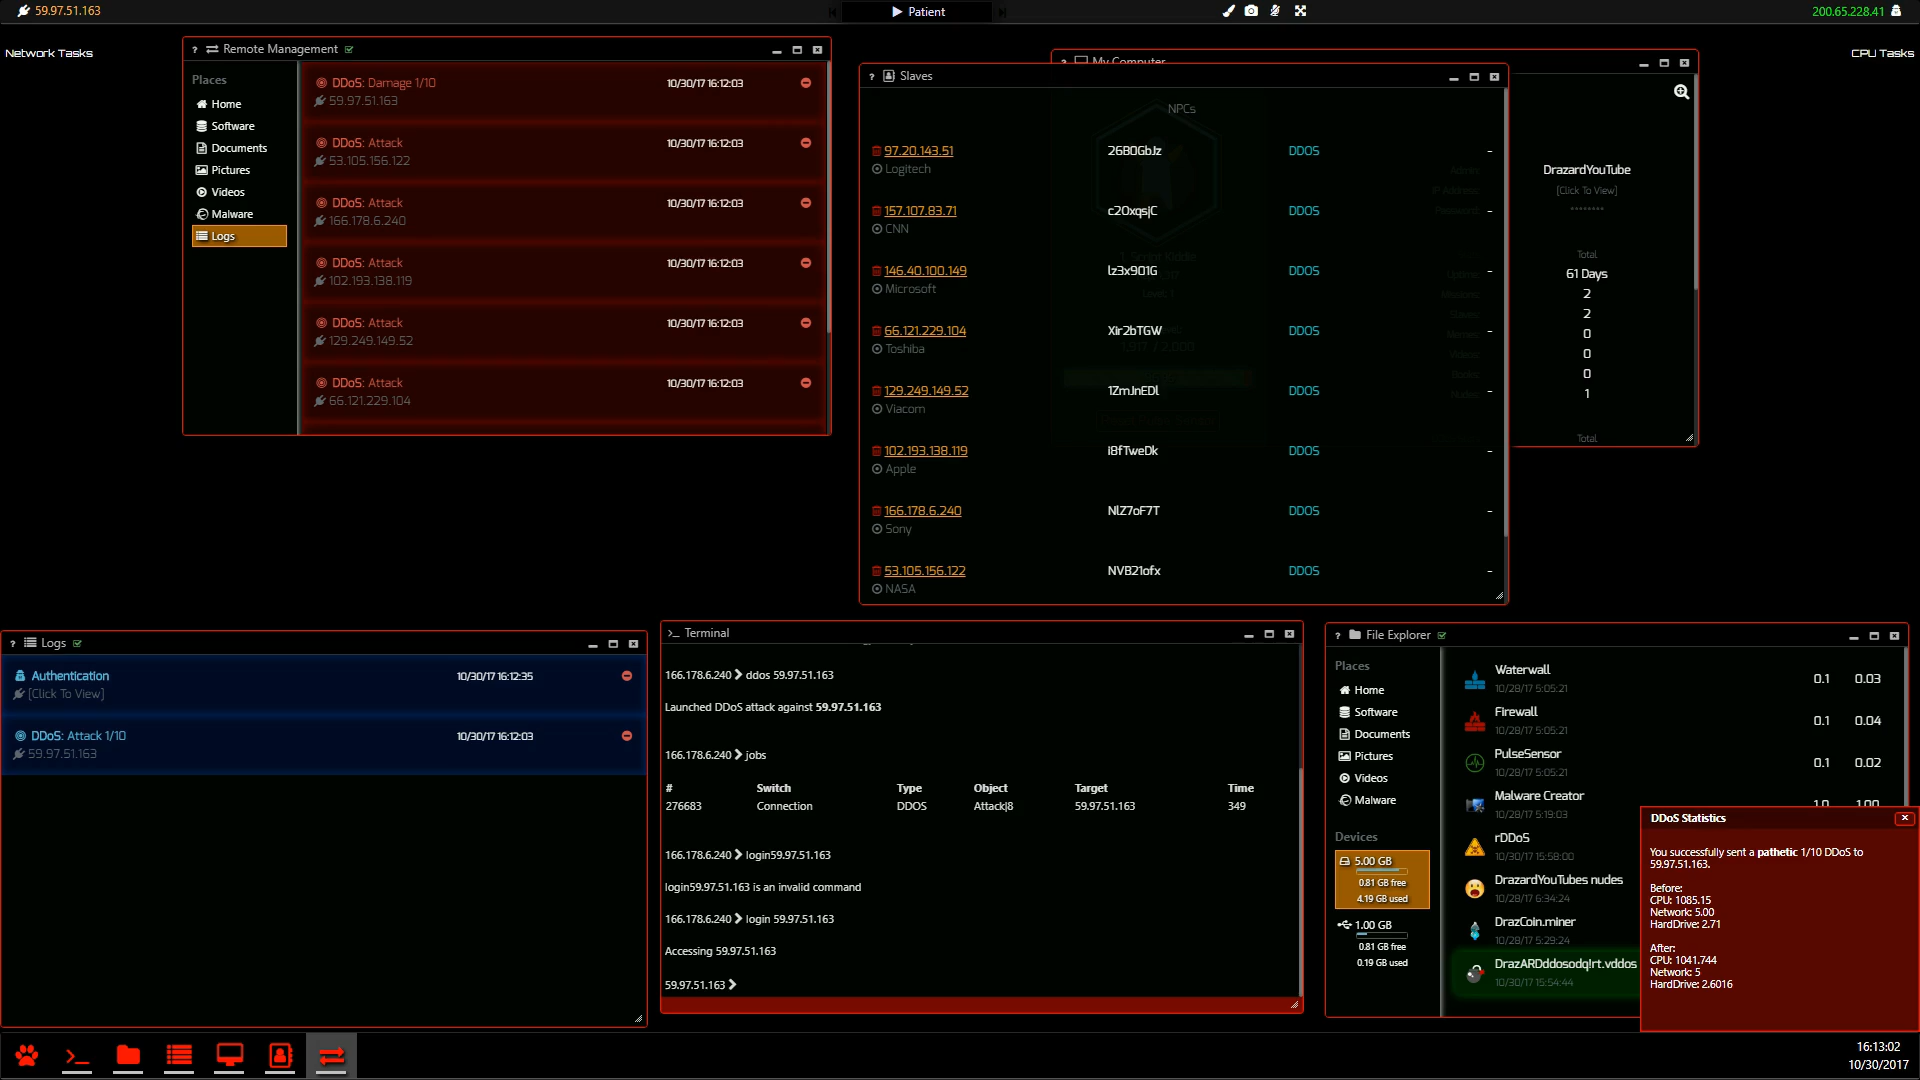 59.97.51.163
Patient
200.65.228.41
Network Tasks
CPU Tasks
? Remote Management
Places
Home
Software
Documents
Pictures
Videos
Malware
Logs
DDoS: Damage 1/10 10/30/17 16:12:03
59.97.51.163
DDoS: Attack 10/30/17 16:12:03
53.105.156.122
DDoS: Attack 10/30/17 16:12:03
166.178.6.240
DDoS: Attack 10/30/17 16:12:03
102.193.138.119
DDoS: Attack 10/30/17 16:12:03
129.249.149.52
DDoS: Attack 10/30/17 16:12:03
66.121.229.104
? My Computer
DrazardYouTube
[Click To View]
********
Total
61 Days
2
2
0
0
0
1
Total
? Slaves
NPCs
97.20.143.51 26B0GbJz DDOS -
Logitech
157.107.83.71 c2Oxqs|C DDOS -
CNN
146.40.100.149 lz3x901G DDOS -
Microsoft
66.121.229.104 Xir2bTGW DDOS -
Toshiba
129.249.149.52 1ZmJnEDl DDOS -
Viacom
102.193.138.119 i8fTweDk DDOS -
Apple
166.178.6.240 NlZ7oF7T DDOS -
Sony
53.105.156.122 NVB21ofx DDOS -
NASA
? Logs
Authentication 10/30/17 16:12:35
[Click To View]
DDoS: Attack 1/10 10/30/17 16:12:03
59.97.51.163
>_ Terminal
166.178.6.240 > ddos 59.97.51.163
Launched DDoS attack against 59.97.51.163
166.178.6.240 > jobs
# Switch Type Object Target Time
276683 Connection DDOS Attack|8 59.97.51.163 349
166.178.6.240 > login59.97.51.163
login59.97.51.163 is an invalid command
166.178.6.240 > login 59.97.51.163
Accessing 59.97.51.163
59.97.51.163 >
? File Explorer
Places
Home
Software
Documents
Pictures
Videos
Malware
Devices
5.00 GB
0.81 GB free
4.19 GB used
1.00 GB
0.81 GB free
0.19 GB used
Waterwall 0.1 0.03
10/28/17 5:05:21
Firewall 0.1 0.04
10/28/17 5:05:21
PulseSensor 0.1 0.02
10/28/17 5:05:21
Malware Creator 1.0 1.00
10/28/17 5:19:03
rDDoS
10/30/17 15:58:00
DrazardYouTubes nudes
10/28/17 6:34:24
DrazCoin.miner
10/28/17 5:29:24
DrazARDddosodq!rt.vddos
10/30/17 15:54:44
DDoS Statistics
You successfully sent a pathetic 1/10 DDoS to
59.97.51.163.
Before:
CPU: 1085.15
Network: 5.00
HardDrive: 2.71
After:
CPU: 1041.744
Network: 5
HardDrive: 2.6016
16:13:02
10/30/2017